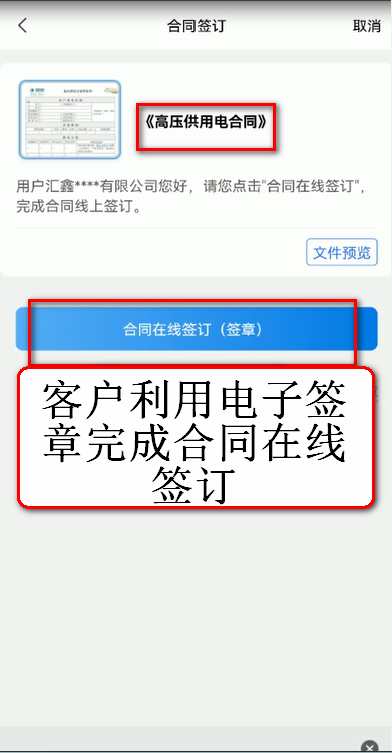 合同签订
取消
《高压供用电合同》
用户汇鑫****有限公司您好，请您点击"合同在线签订"，
完成合同线上签订。
文件预览
合同在线签订（签章）
客户利用电子签
章完成合同在线
签订